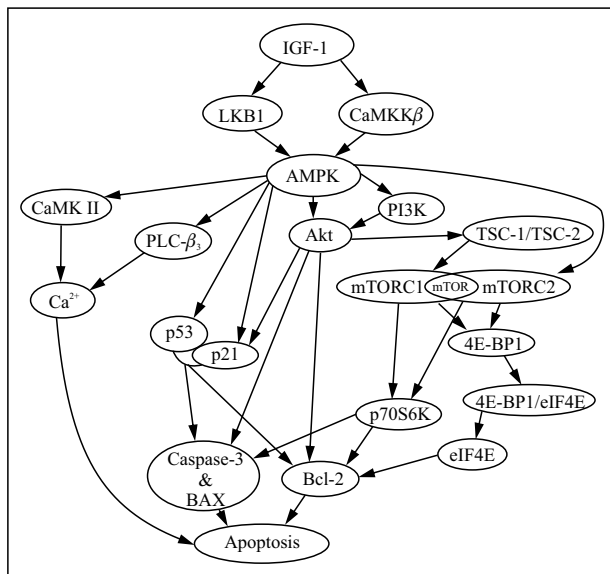 IGF-1
LKB1
CaMKKβ
AMPK
CaMK II
PI3K
PLC-β₃
Akt
TSC-1/TSC-2
Ca²⁺
mTORC1
mTOR
mTORC2
p53
p21
4E-BP1
p70S6K
4E-BP1/eIF4E
Caspase-3
&
BAX
Bcl-2
eIF4E
Apoptosis